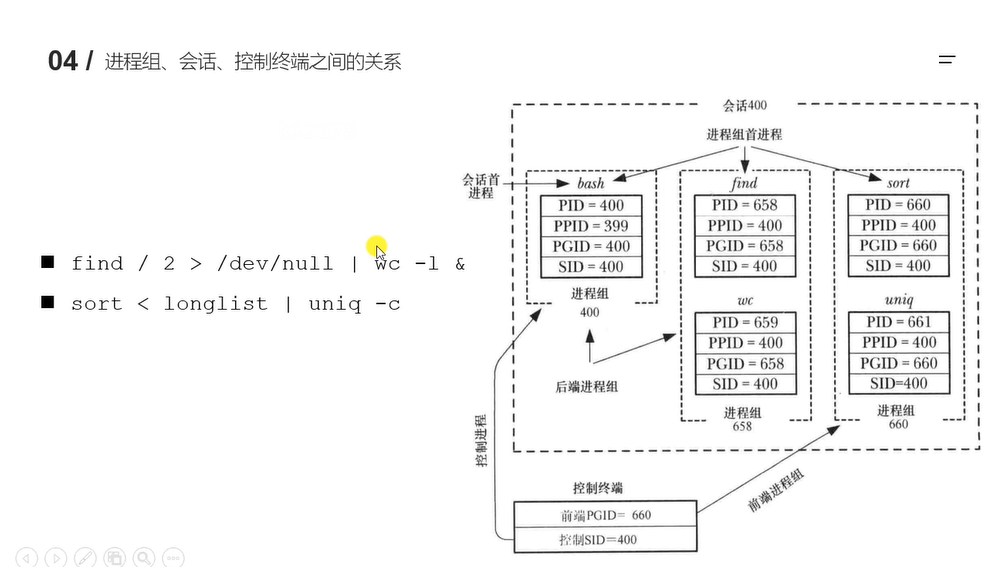 04 / 进程组、会话、控制终端之间的关系
■ find / 2 > /dev/null | wc -l &
■ sort < longlist | uniq -c
会话400
进程组首进程
会话首
进程
bash
PID = 400
PPID = 399
PGID = 400
SID = 400
进程组
400
find
PID = 658
PPID = 400
PGID = 658
SID = 400
wc
PID = 659
PPID = 400
PGID = 658
SID = 400
进程组
658
sort
PID = 660
PPID = 400
PGID = 660
SID = 400
uniq
PID = 661
PPID = 400
PGID = 660
SID=400
进程组
660
后端进程组
控制进程
前端进程组
控制终端
前端PGID= 660
控制SID=400